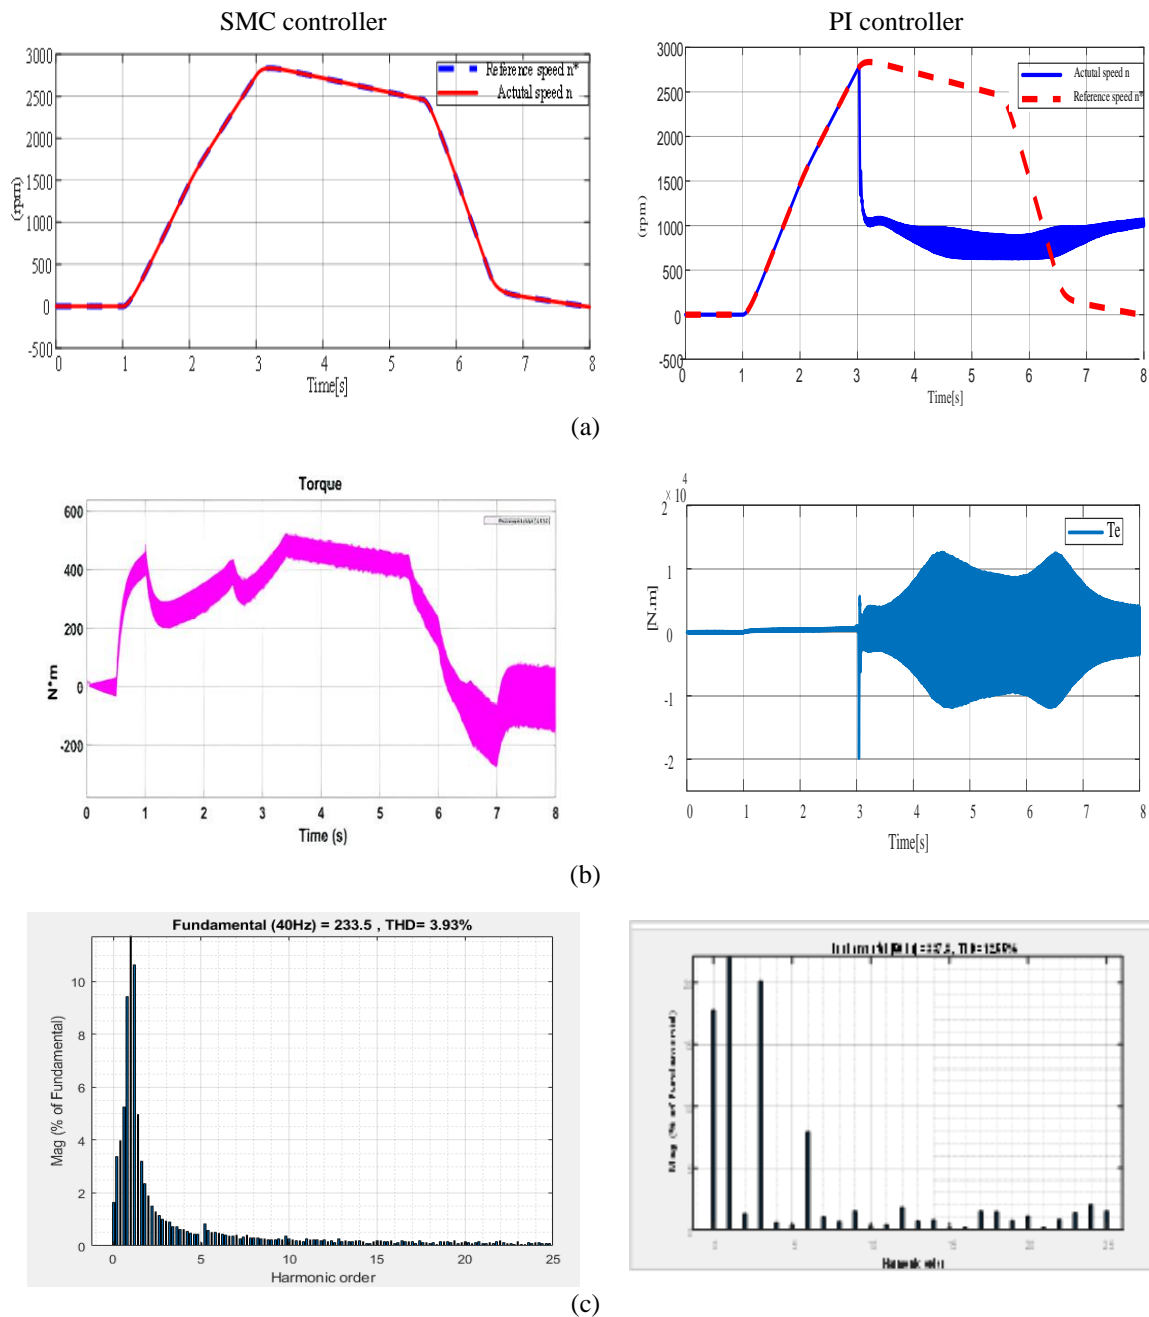 SMC controller
PI controller
3000
2500
2000
1500
1000
500
0
-500
(rpm)
Reference speed n*
Actutal speed n
0 1 2 3 4 5 6 7 8
Time[s]
3000
2500
2000
1500
1000
500
0
-500
(rpm)
Actutal speed n
Reference speed n*
0 1 2 3 4 5 6 7 8
Time[s]
(a)
Torque
600
400
200
0
-200
N*m
0 1 2 3 4 5 6 7 8
Time (s)
× 10 4
2
1
0
-1
-2
[N.m]
Te
0 1 2 3 4 5 6 7 8
Time[s]
(b)
Fundamental (40Hz) = 233.5 , THD= 3.93%
10
8
6
4
2
0
Mag (% of Fundamental)
0 5 10 15 20 25
Harmonic order
Mag (% of Fundamental)
Harmonic order
(c)